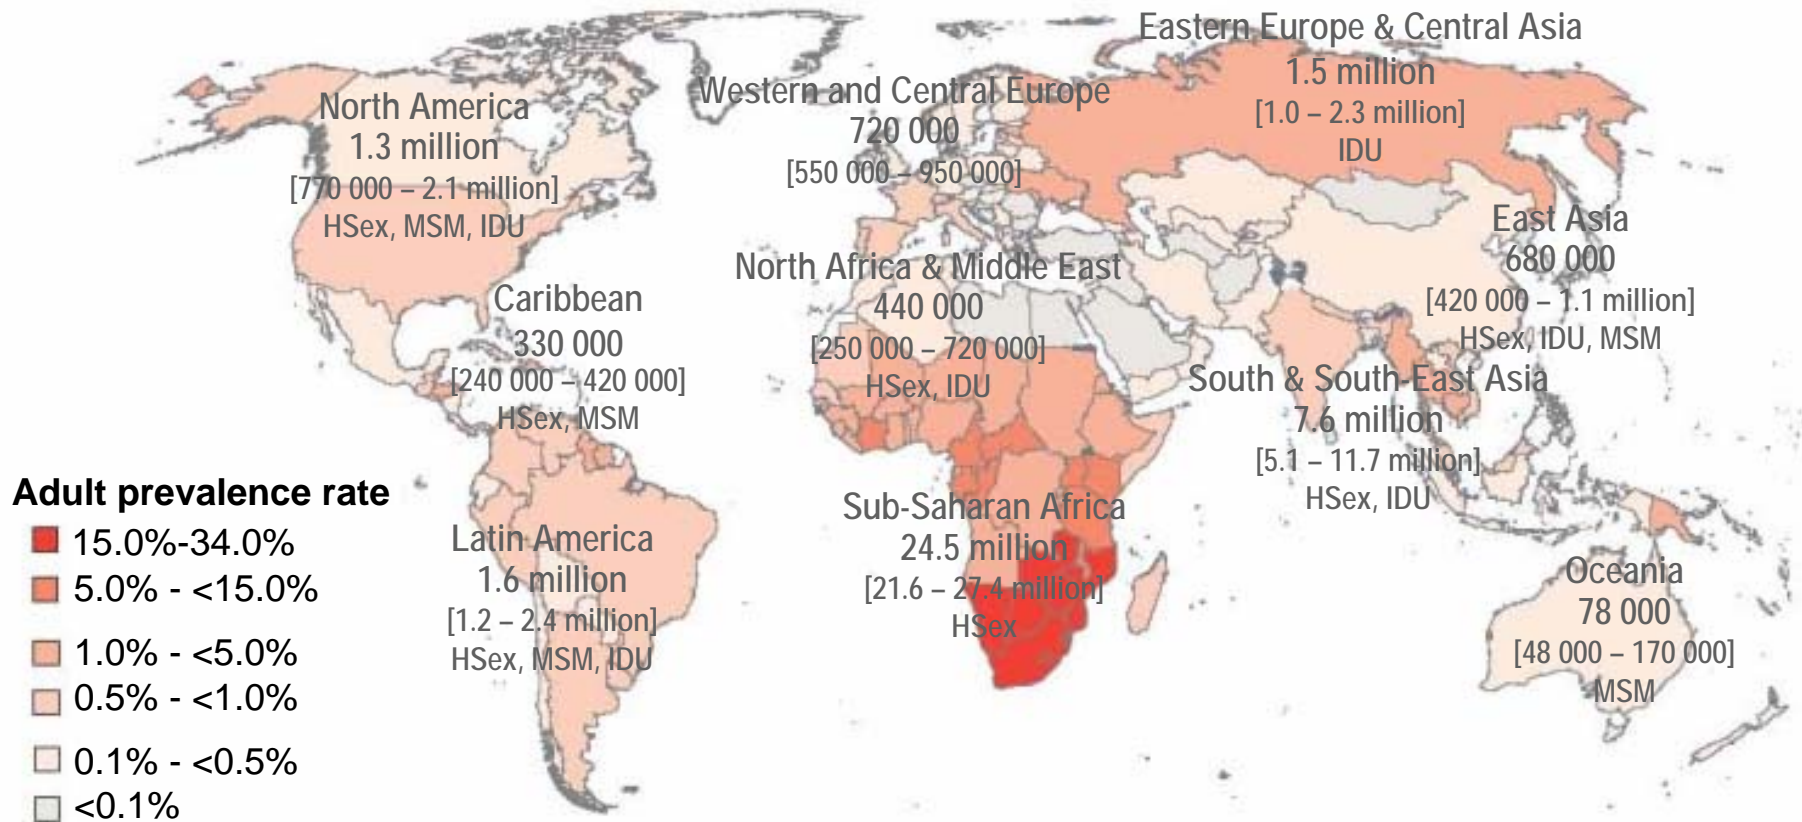 Eastern Europe & Central Asia
1.5 million
[1.0 – 2.3 million]
IDU
Western and Central Europe
720 000
[550 000 – 950 000]
North America
1.3 million
[770 000 – 2.1 million]
HSex, MSM, IDU
East Asia
680 000
[420 000 – 1.1 million]
HSex, IDU, MSM
North Africa & Middle East
440 000
[250 000 – 720 000]
HSex, IDU
Caribbean
330 000
[240 000 – 420 000]
HSex, MSM
South & South-East Asia
7.6 million
[5.1 – 11.7 million]
HSex, IDU
Sub-Saharan Africa
24.5 million
[21.6 – 27.4 million]
HSex
Latin America
1.6 million
[1.2 – 2.4 million]
HSex, MSM, IDU
Oceania
78 000
[48 000 – 170 000]
MSM
Adult prevalence rate
15.0%-34.0%
5.0% - <15.0%
1.0% - <5.0%
0.5% - <1.0%
0.1% - <0.5%
<0.1%